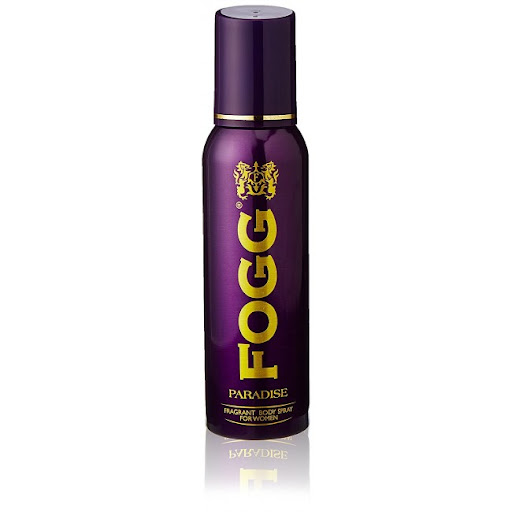 ®
FOGG
PARADISE
FRAGRANT BODY SPRAY
FOR WOMEN